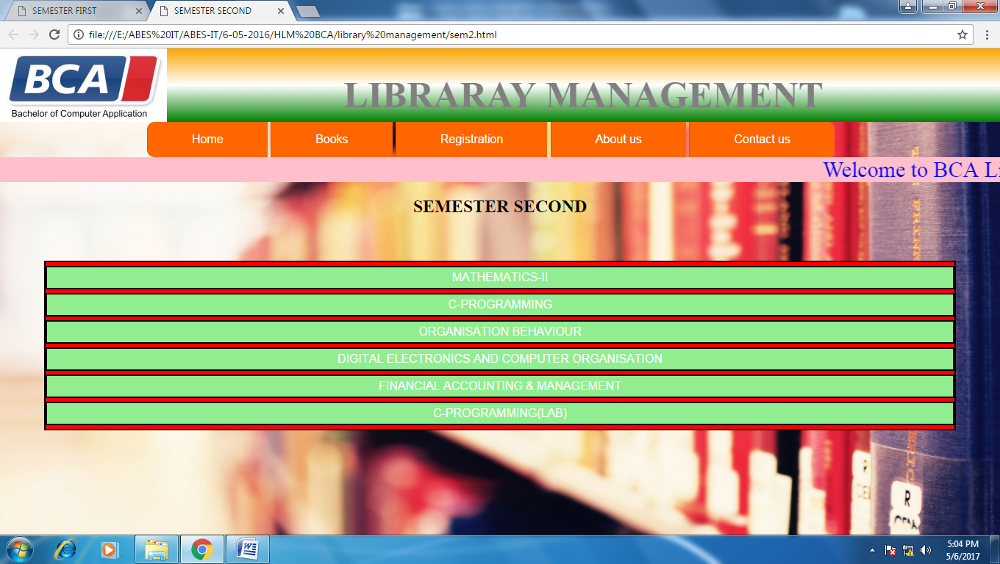 SEMESTER FIRST
SEMESTER SECOND
file:///E:/ABES%20IT/ABES-IT/6-05-2016/HLM%20BCA/library%20management/sem2.html
BCA
Bachelor of Computer Application
LIBRARAY MANAGEMENT
Home Books Registration About us Contact us
Welcome to BCA Li
SEMESTER SECOND
MATHEMATICS-II
C-PROGRAMMING
ORGANISATION BEHAVIOUR
DIGITAL ELECTRONICS AND COMPUTER ORGANISATION
FINANCIAL ACCOUNTING & MANAGEMENT
C-PROGRAMMING(LAB)
R
5:04 PM
5/6/2017